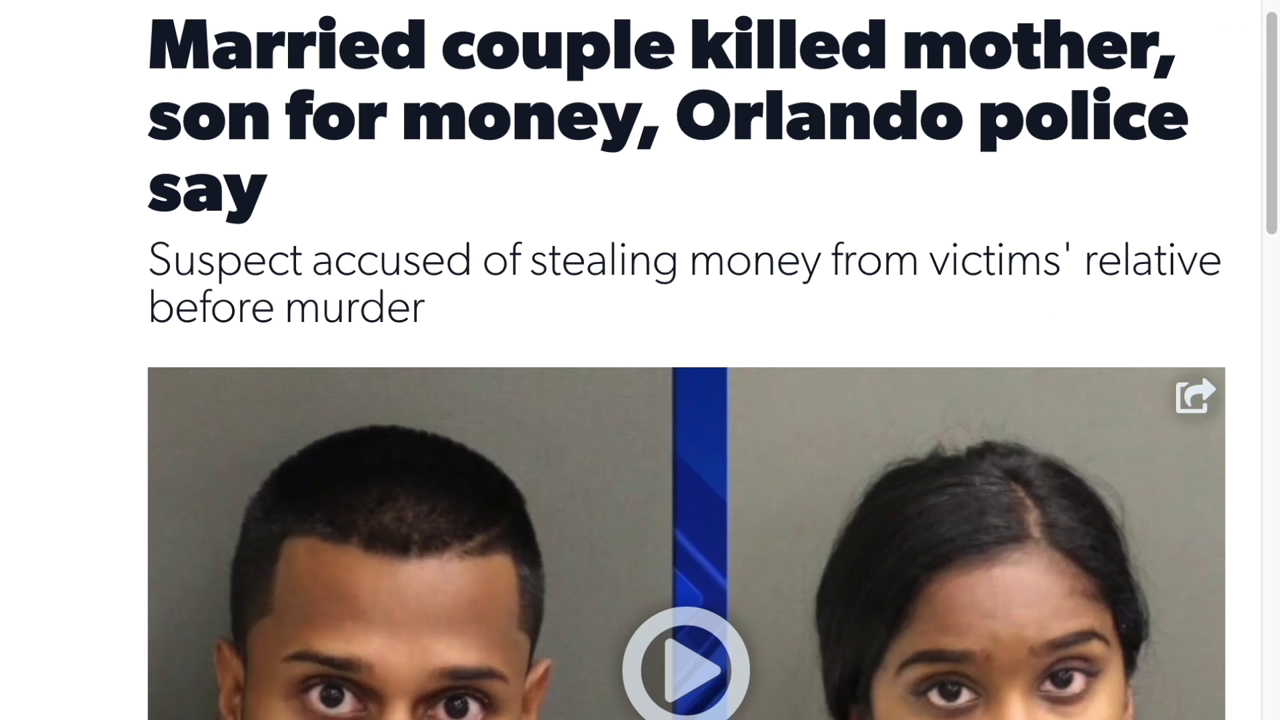 Married couple killed mother,
son for money, Orlando police
say
Suspect accused of stealing money from victims' relative
before murder